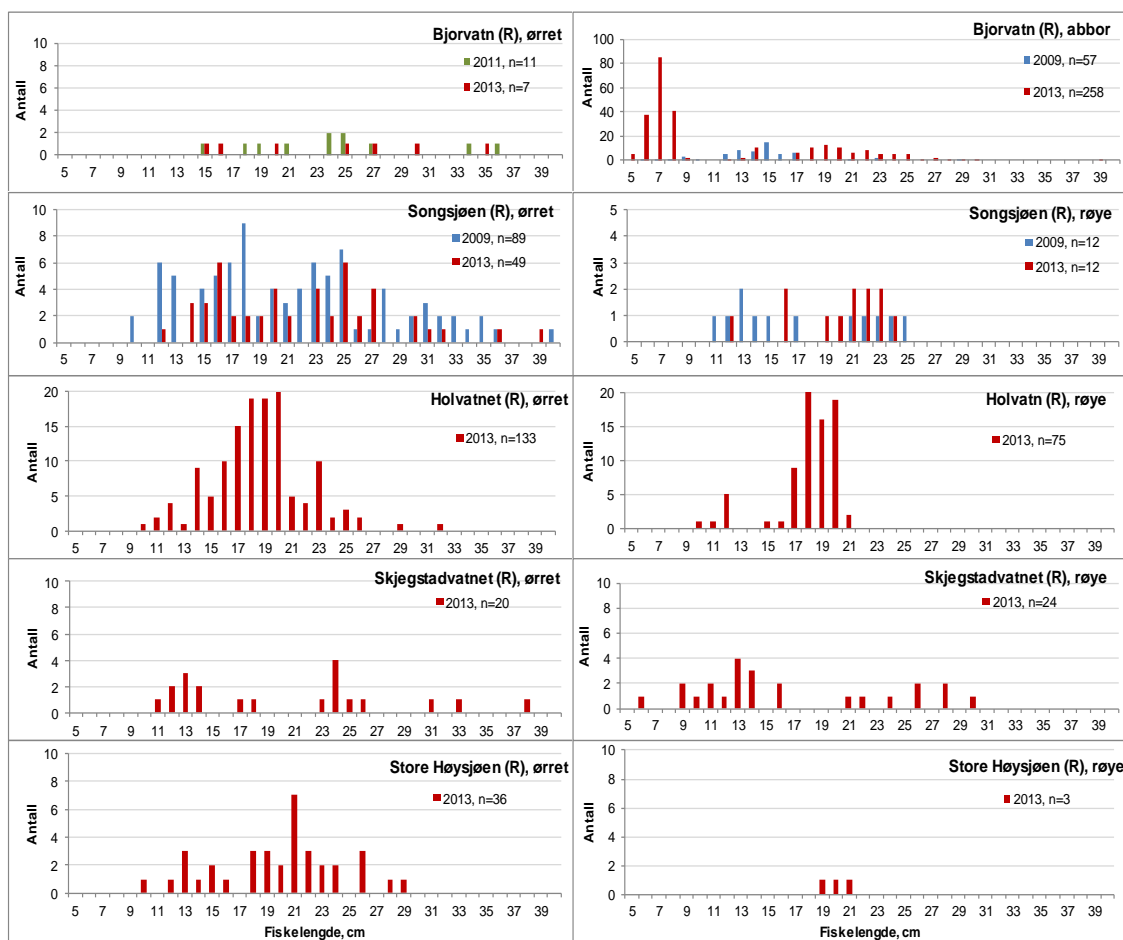 Bjorvatn (R), ørret
2011, n=11
2013, n=7
Antall
10
8
6
4
2
0
5 7 9 11 13 15 17 19 21 23 25 27 29 31 33 35 37 39
Bjorvatn (R), abbor
2009, n=57
2013, n=258
Antall
100
80
60
40
20
0
5 7 9 11 13 15 17 19 21 23 25 27 29 31 33 35 37 39
Songsjøen (R), ørret
2009, n=89
2013, n=49
Antall
10
8
6
4
2
0
5 7 9 11 13 15 17 19 21 23 25 27 29 31 33 35 37 39
Songsjøen (R), røye
2009, n=12
2013, n=12
Antall
5
4
3
2
1
0
5 7 9 11 13 15 17 19 21 23 25 27 29 31 33 35 37 39
Holvatnet (R), ørret
2013, n=133
Antall
20
15
10
5
0
5 7 9 11 13 15 17 19 21 23 25 27 29 31 33 35 37 39
Holvatn (R), røye
2013, n=75
Antall
20
15
10
5
0
5 7 9 11 13 15 17 19 21 23 25 27 29 31 33 35 37 39
Skjegstadvatnet (R), ørret
2013, n=20
Antall
10
8
6
4
2
0
5 7 9 11 13 15 17 19 21 23 25 27 29 31 33 35 37 39
Skjegstadvatnet (R), røye
2013, n=24
Antall
10
8
6
4
2
0
5 7 9 11 13 15 17 19 21 23 25 27 29 31 33 35 37 39
Store Høysjøen (R), ørret
2013, n=36
Antall
10
8
6
4
2
0
5 7 9 11 13 15 17 19 21 23 25 27 29 31 33 35 37 39
Fiskelengde, cm
Store Høysjøen (R), røye
2013, n=3
Antall
10
8
6
4
2
0
5 7 9 11 13 15 17 19 21 23 25 27 29 31 33 35 37 39
Fiskelengde, cm